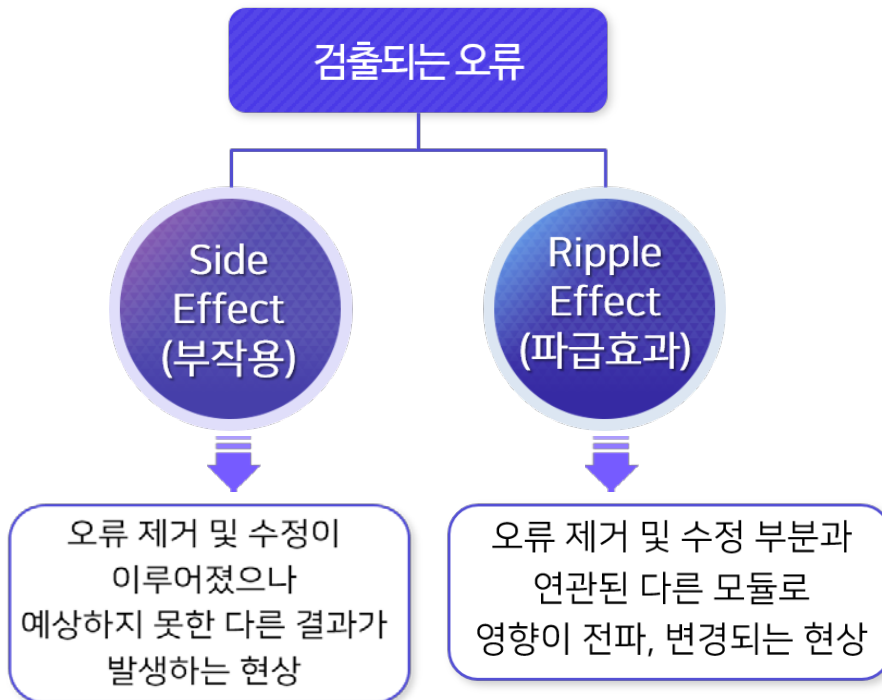 검출되는 오류
Side
Effect
(부작용)
Ripple
Effect
(파급효과)
오류 제거 및 수정이
이루어졌으나
예상하지 못한 다른 결과가
발생하는 현상
오류 제거 및 수정 부분과
연관된 다른 모듈로
영향이 전파, 변경되는 현상